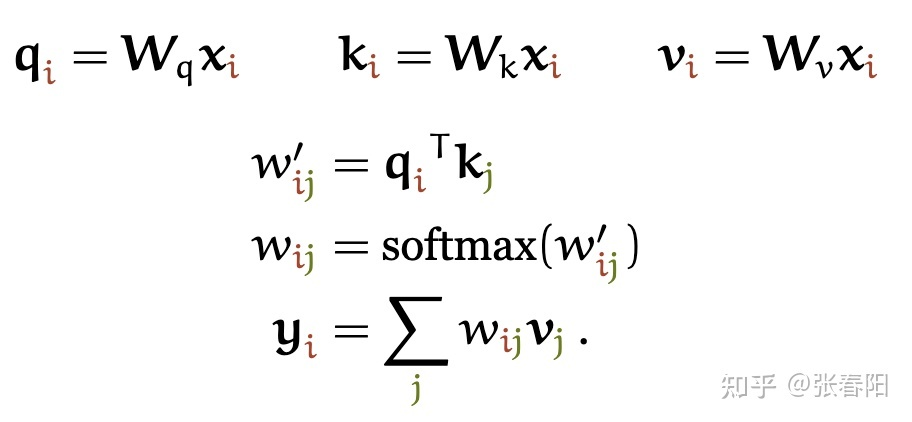 qᵢ = W_q xᵢ kᵢ = W_k xᵢ vᵢ = W_v xᵢ
w′ᵢⱼ = qᵢᵀkⱼ
wᵢⱼ = softmax(w′ᵢⱼ)
yᵢ = ∑ⱼ wᵢⱼvⱼ .
知乎 @张春阳